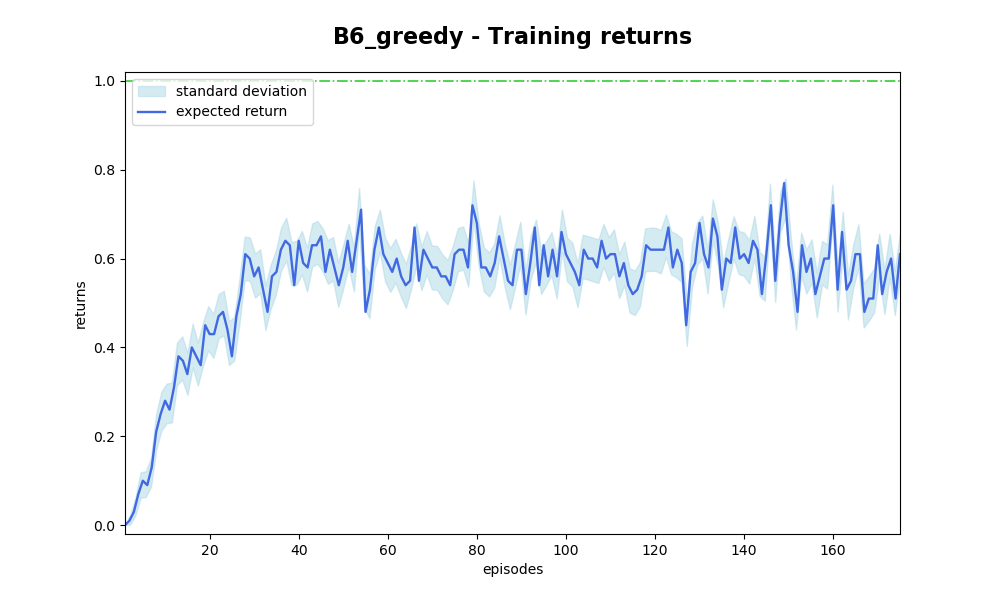 B6_greedy - Training returns
standard deviation
expected return
returns
1.0
0.8
0.6
0.4
0.2
0.0
20 40 60 80 100 120 140 160
episodes